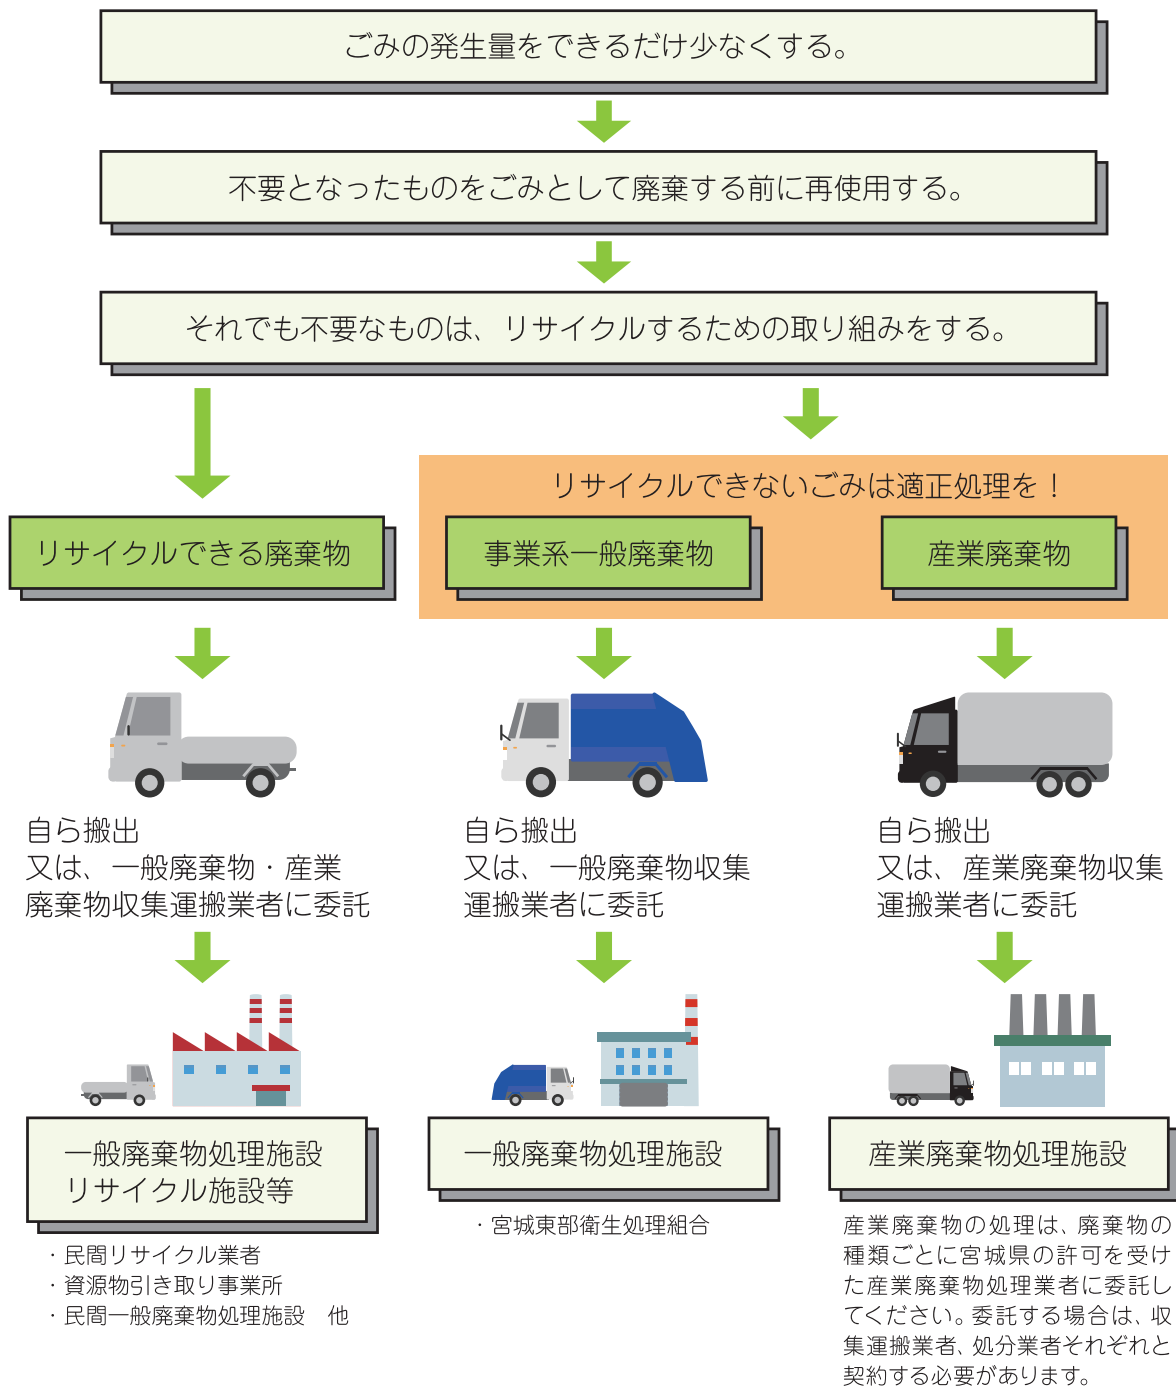 ごみの発生量をできるだけ少なくする。
不要となったものをごみとして廃棄する前に再使用する。
それでも不要なものは、リサイクルするための取り組みをする。
リサイクルできないごみは適正処理を！
リサイクルできる廃棄物
事業系一般廃棄物
産業廃棄物
自ら搬出
又は、一般廃棄物・産業
廃棄物収集運搬業者に委託
自ら搬出
又は、一般廃棄物収集
運搬業者に委託
自ら搬出
又は、産業廃棄物収集
運搬業者に委託
一般廃棄物処理施設
リサイクル施設等
・民間リサイクル業者
・資源物引き取り事業所
・民間一般廃棄物処理施設　他
一般廃棄物処理施設
・宮城東部衛生処理組合
産業廃棄物処理施設
産業廃棄物の処理は、廃棄物の
種類ごとに宮城県の許可を受け
た産業廃棄物処理業者に委託し
てください。委託する場合は、収
集運搬業者、処分業者それぞれと
契約する必要があります。